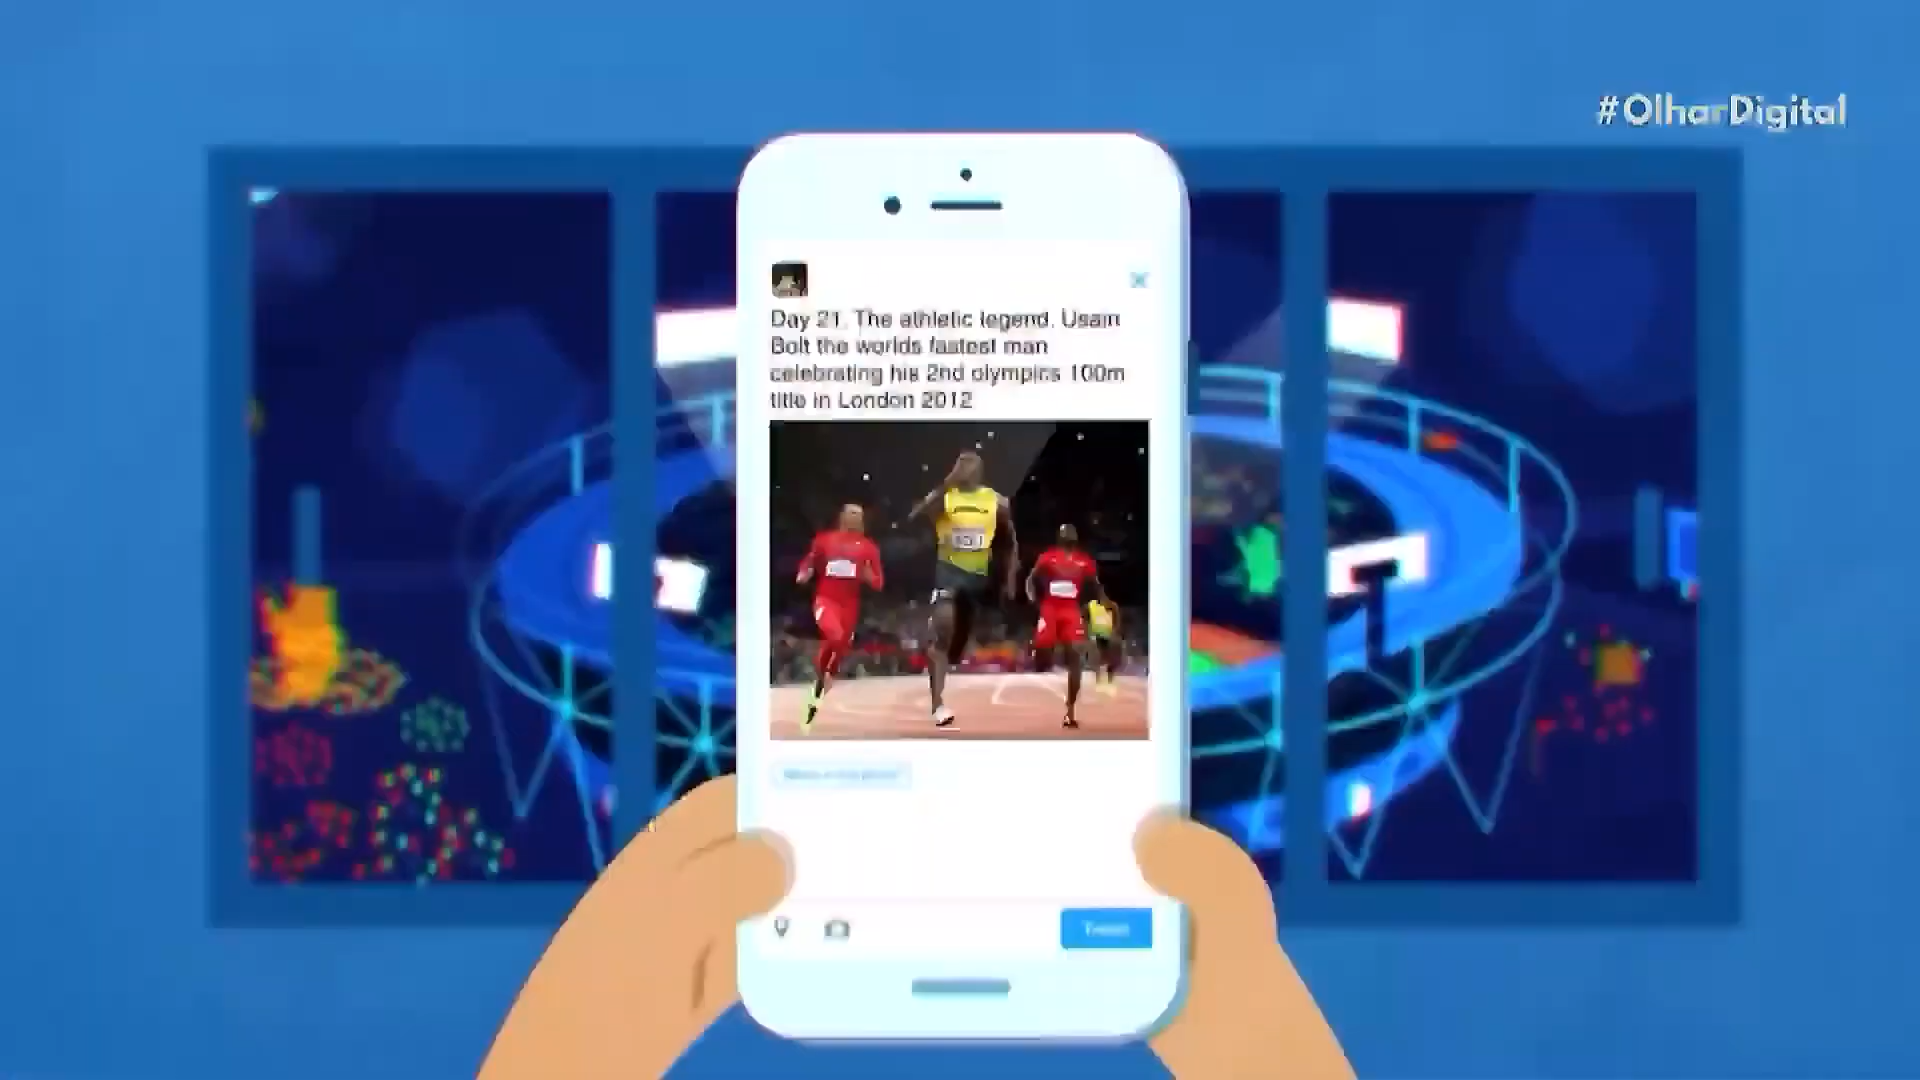 #OlharDigital
Day 21. The athletic legend. Usain
Bolt the worlds fastest man
celebrating his 2nd olympics 100m
title in London 2012
Tweet